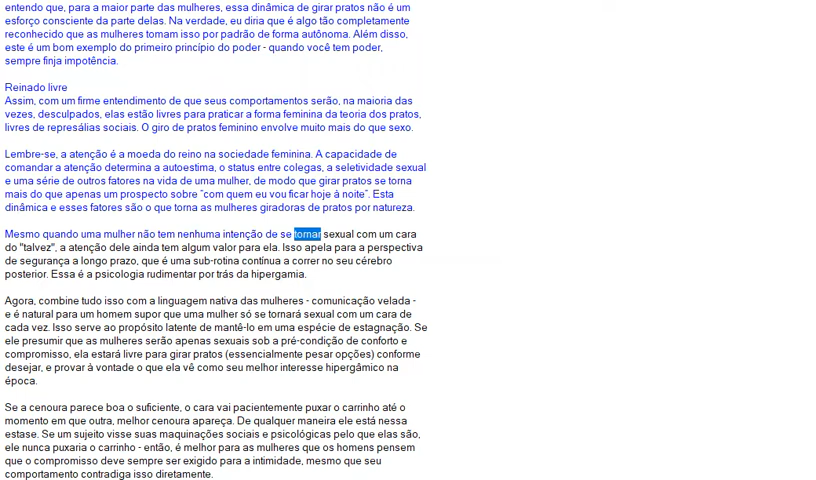 entendo que, para a maior parte das mulheres, essa dinâmica de girar pratos não é um
esforço consciente da parte delas. Na verdade, eu diria que é algo tão completamente
reconhecido que as mulheres tomam isso por padrão de forma autônoma. Além disso,
este é um bom exemplo do primeiro princípio do poder - quando você tem poder,
sempre finja impotência.
Reinado livre
Assim, com um firme entendimento de que seus comportamentos serão, na maioria das
vezes, desculpados, elas estão livres para praticar a forma feminina da teoria dos pratos,
livres de represálias sociais. O giro de pratos feminino envolve muito mais do que sexo.
Lembre-se, a atenção é a moeda do reino na sociedade feminina. A capacidade de
comandar a atenção determina a autoestima, o status entre colegas, a seletividade sexual
e uma série de outros fatores na vida de uma mulher, de modo que girar pratos se torna
mais do que apenas um prospecto sobre “com quem eu vou ficar hoje à noite”. Esta
dinâmica e esses fatores são o que torna as mulheres giradoras de pratos por natureza.
Mesmo quando uma mulher não tem nenhuma intenção de se tornar sexual com um cara
do "talvez", a atenção dele ainda tem algum valor para ela. Isso apela para a perspectiva
de segurança a longo prazo, que é uma sub-rotina contínua a correr no seu cérebro
posterior. Essa é a psicologia rudimentar por trás da hipergamia.
Agora, combine tudo isso com a linguagem nativa das mulheres - comunicação velada -
e é natural para um homem supor que uma mulher só se tornará sexual com um cara de
cada vez. Isso serve ao propósito latente de mantê-lo em uma espécie de estagnação. Se
ele presumir que as mulheres serão apenas sexuais sob a pré-condição de conforto e
compromisso, ela estará livre para girar pratos (essencialmente pesar opções) conforme
desejar, e provar à vontade o que ela vê como seu melhor interesse hipergâmico na
época.
Se a cenoura parece boa o suficiente, o cara vai pacientemente puxar o carrinho até o
momento em que outra, melhor cenoura apareça. De qualquer maneira ele está nessa
estase. Se um sujeito visse suas maquinações sociais e psicológicas pelo que elas são,
ele nunca puxaria o carrinho - então, é melhor para as mulheres que os homens pensem
que o compromisso deve sempre ser exigido para a intimidade, mesmo que seu
comportamento contradiga isso diretamente.